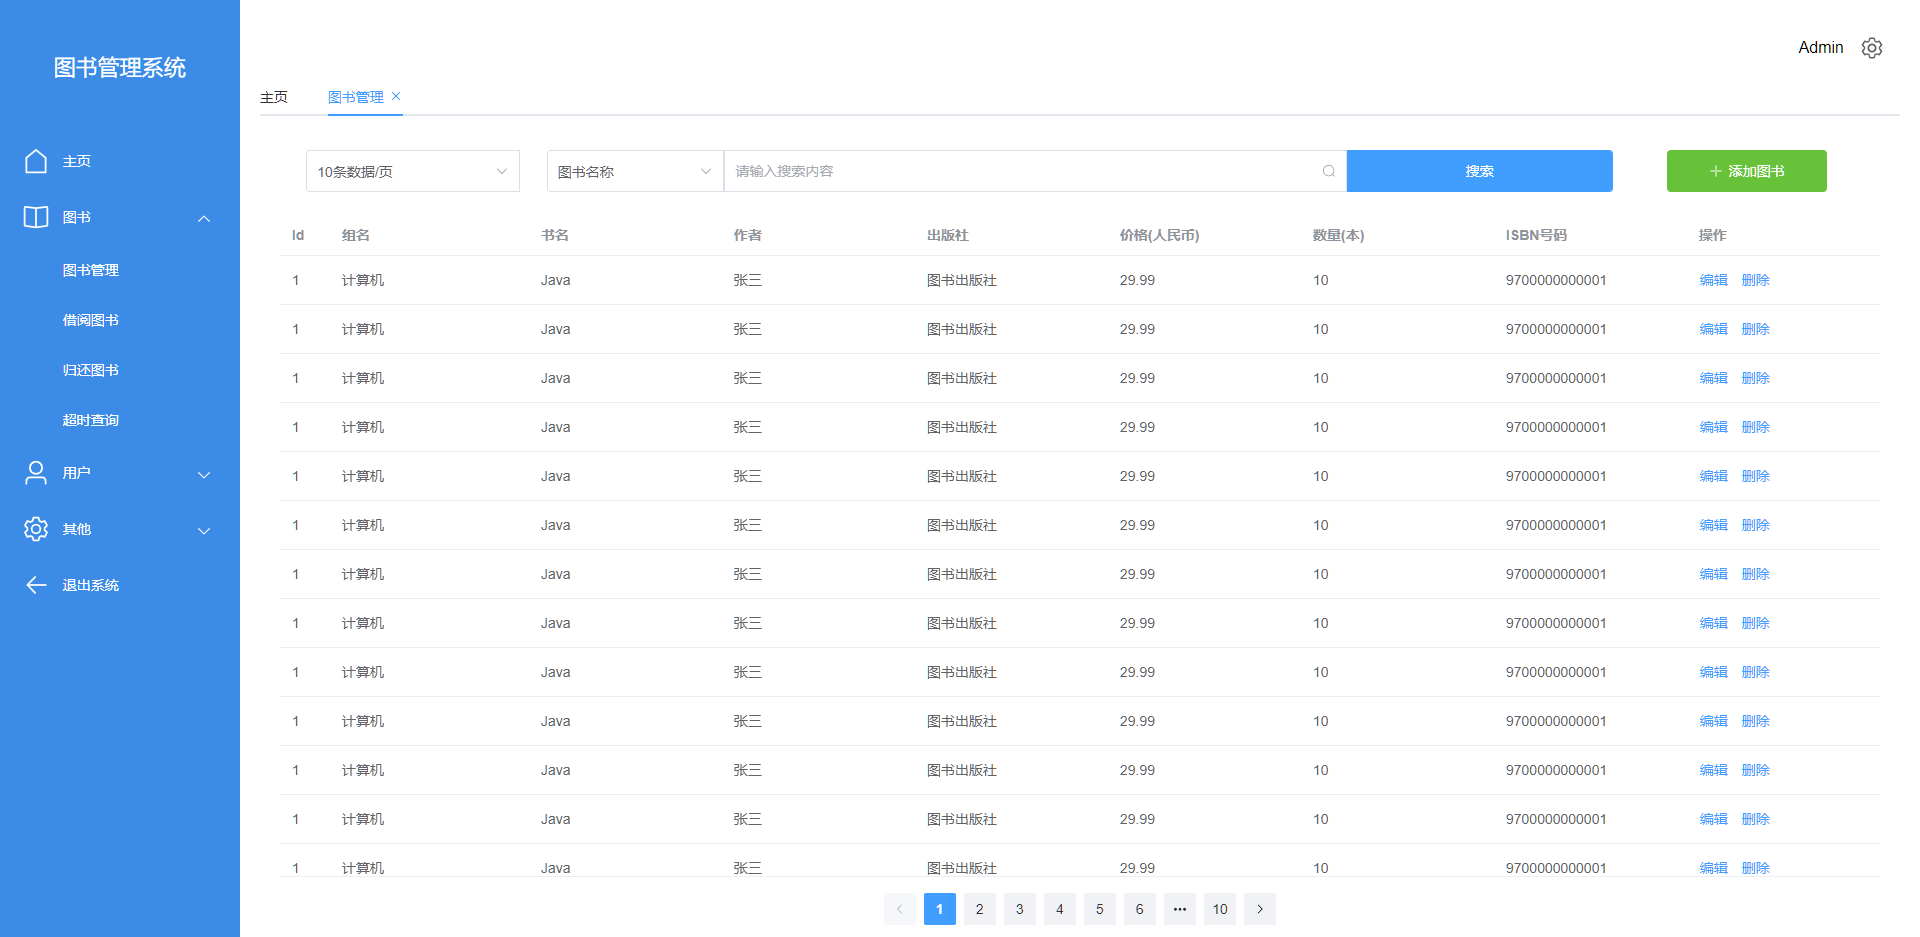 图书管理系统
主页
图书
图书管理
借阅图书
归还图书
超时查询
用户
其他
退出系统
Admin
主页 图书管理
10条数据/页 图书名称 请输入搜索内容 搜索 添加图书
Id 组名 书名 作者 出版社 价格(人民币) 数量(本) ISBN号码 操作
1 计算机 Java 张三 图书出版社 29.99 10 9700000000001 编辑 删除
1 计算机 Java 张三 图书出版社 29.99 10 9700000000001 编辑 删除
1 计算机 Java 张三 图书出版社 29.99 10 9700000000001 编辑 删除
1 计算机 Java 张三 图书出版社 29.99 10 9700000000001 编辑 删除
1 计算机 Java 张三 图书出版社 29.99 10 9700000000001 编辑 删除
1 计算机 Java 张三 图书出版社 29.99 10 9700000000001 编辑 删除
1 计算机 Java 张三 图书出版社 29.99 10 9700000000001 编辑 删除
1 计算机 Java 张三 图书出版社 29.99 10 9700000000001 编辑 删除
1 计算机 Java 张三 图书出版社 29.99 10 9700000000001 编辑 删除
1 计算机 Java 张三 图书出版社 29.99 10 9700000000001 编辑 删除
1 计算机 Java 张三 图书出版社 29.99 10 9700000000001 编辑 删除
1 计算机 Java 张三 图书出版社 29.99 10 9700000000001 编辑 删除
1 计算机 Java 张三 图书出版社 29.99 10 9700000000001 编辑 删除
1 2 3 4 5 6 ••• 10